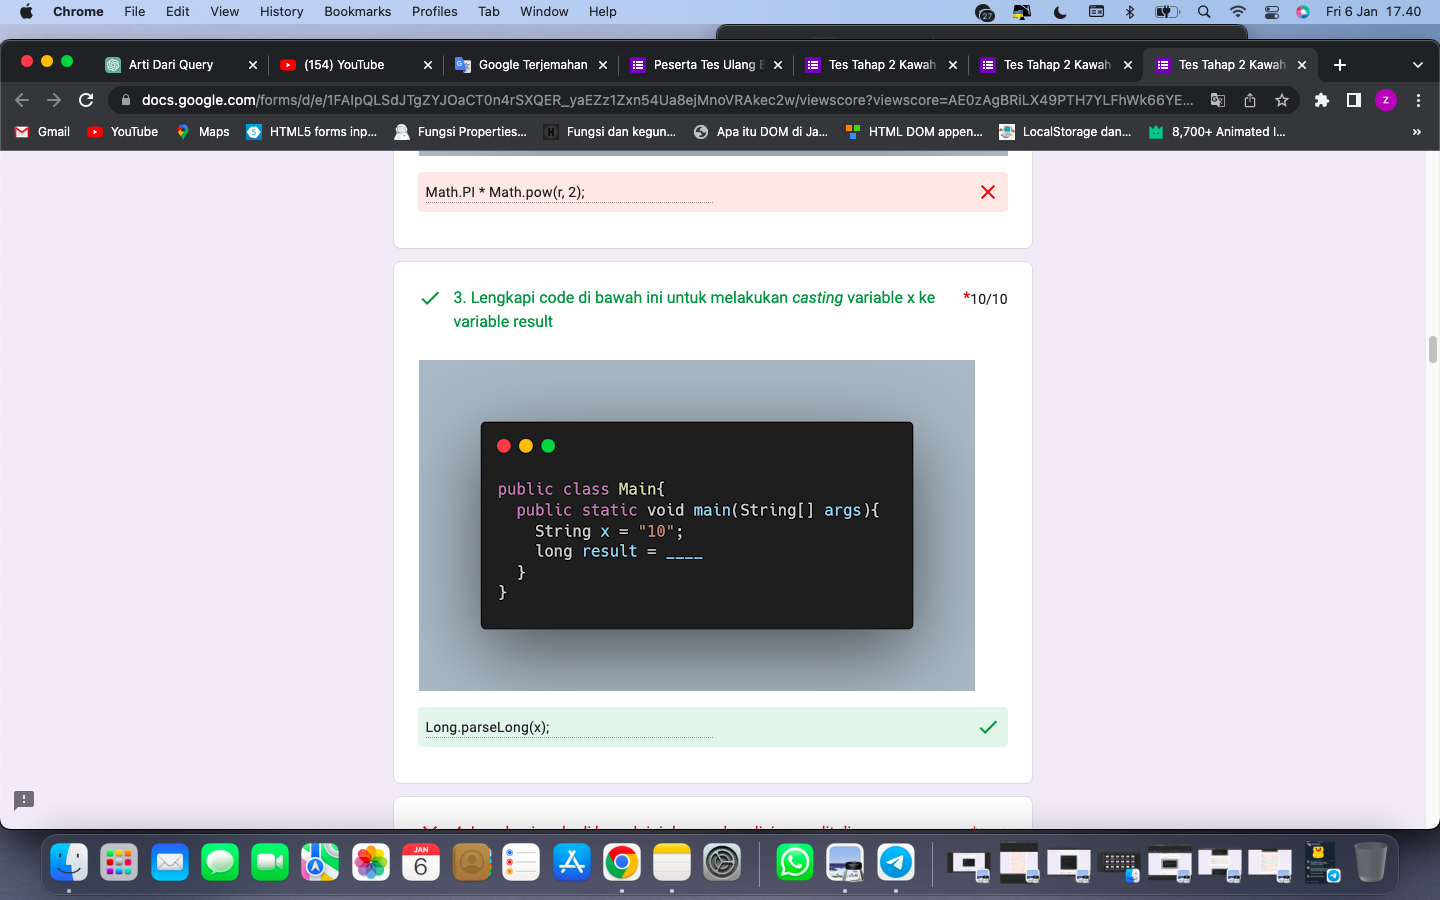 Chrome File Edit View History Bookmarks Profiles Tab Window Help
27
Fri 6 Jan 17.40
Arti Dari Query
(154) YouTube
Google Terjemahan
Peserta Tes Ulang
Tes Tahap 2 Kawah
Tes Tahap 2 Kawah
Tes Tahap 2 Kawah
docs.google.com/forms/d/e/1FAIpQLSdJTgZYJOaCT0n4rSXQER_yaEZz1Zxn54Ua8ejMnoVRAkec2w/viewscore?viewscore=AE0zAgBRiLX49PTH7YLFhWk66YE...
Z
Gmail
YouTube
Maps
HTML5 forms inp...
Fungsi Properties...
Fungsi dan kegun...
Apa itu DOM di Ja...
HTML DOM appen...
LocalStorage dan...
8,700+ Animated I...
»
Math.PI * Math.pow(r, 2);
3. Lengkapi code di bawah ini untuk melakukan casting variable x ke
variable result
*10/10
public class Main{
public static void main(String[] args){
String x = "10";
long result = ____
}
}
Long.parseLong(x);
JAN
6